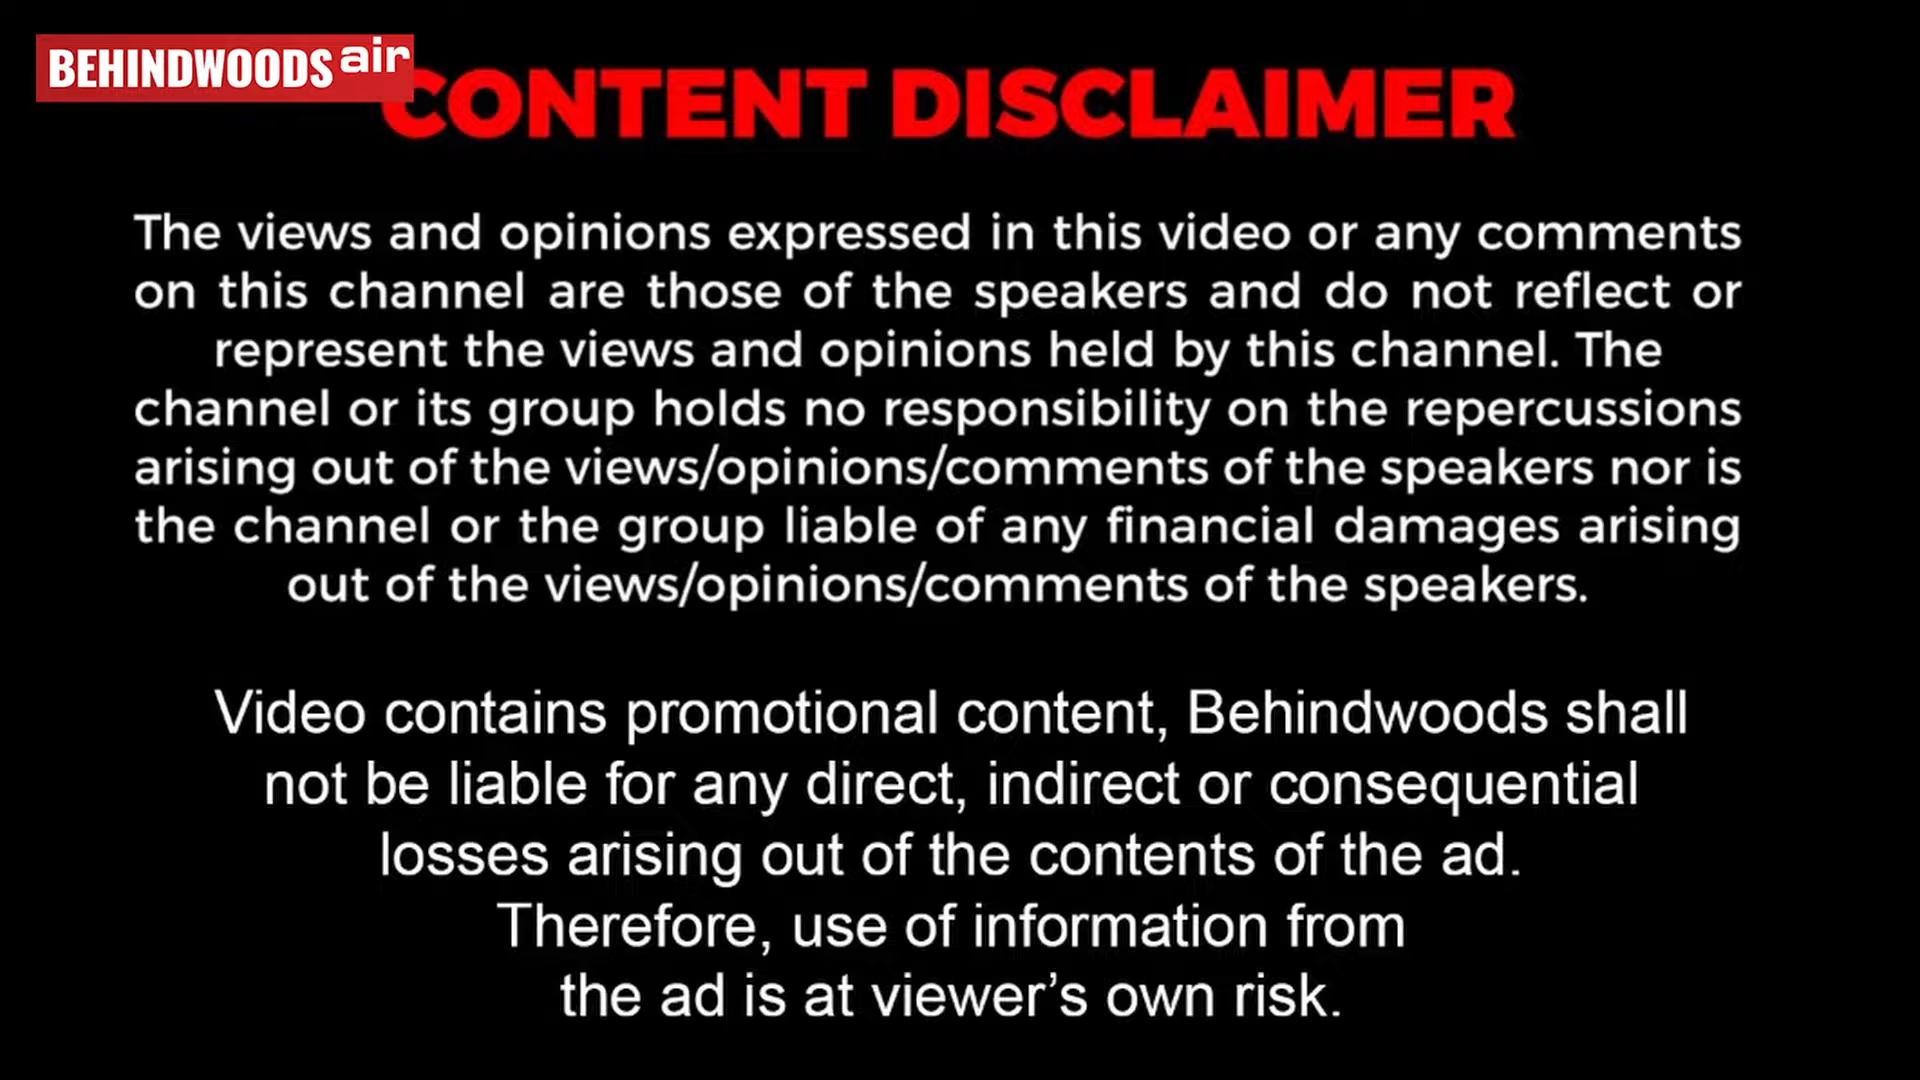 BEHINDWOODS air
CONTENT DISCLAIMER
The views and opinions expressed in this video or any comments
on this channel are those of the speakers and do not reflect or
represent the views and opinions held by this channel. The
channel or its group holds no responsibility on the repercussions
arising out of the views/opinions/comments of the speakers nor is
the channel or the group liable of any financial damages arising
out of the views/opinions/comments of the speakers.
Video contains promotional content, Behindwoods shall
not be liable for any direct, indirect or consequential
losses arising out of the contents of the ad.
Therefore, use of information from
the ad is at viewer’s own risk.